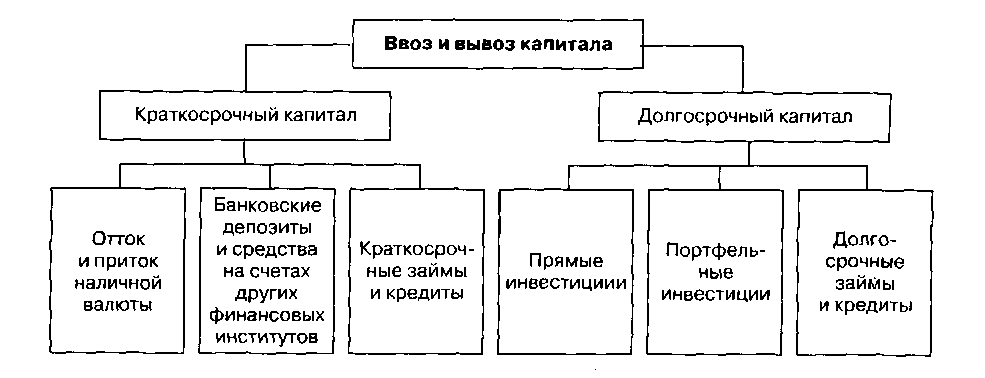 Ввоз и вывоз капитала
Краткосрочный капитал
Долгосрочный капитал
Отток
и приток
наличной
валюты
Банковские
депозиты
и средства
на счетах
других
финансовых
институтов
Краткосроч-
ные займы
и кредиты
Прямые
инвестициии
Портфель-
ные
инвестиции
Долго-
срочные
займы
и кредиты